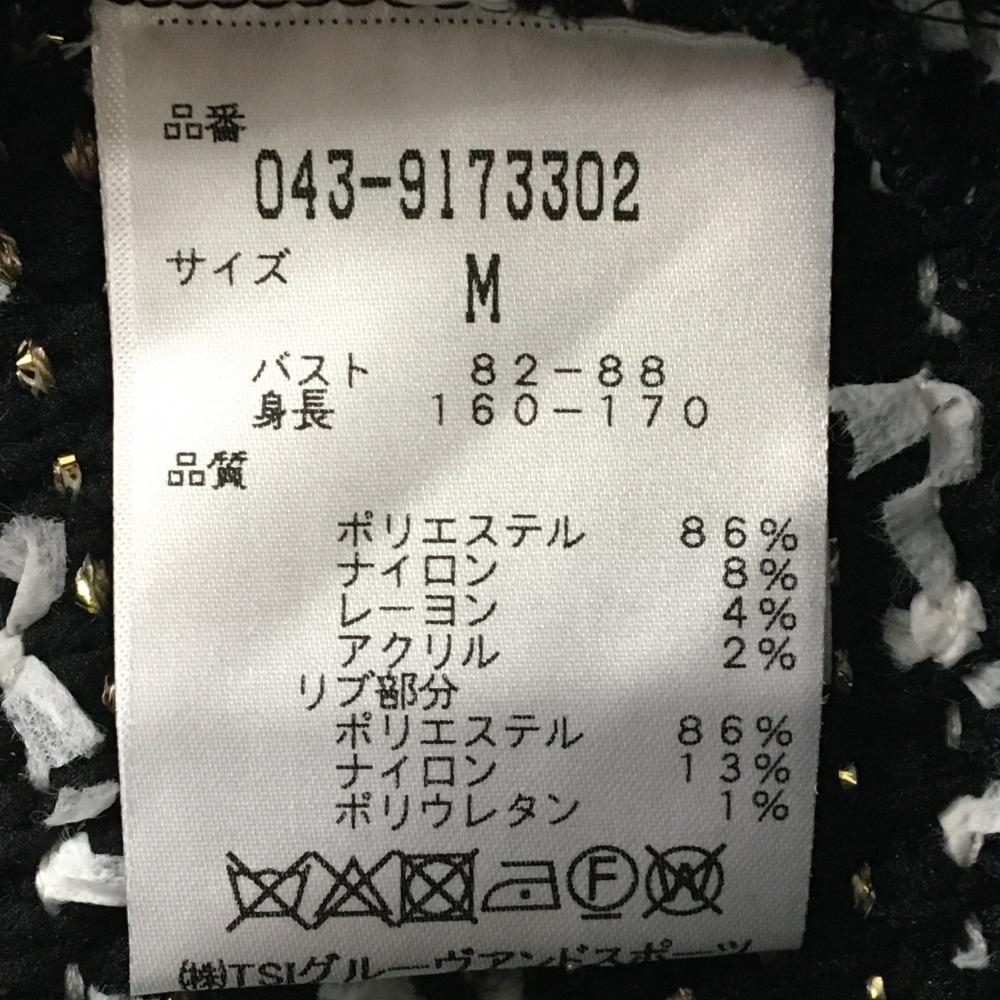 品番
043-9173302
サイズ
M
バスト 82-88
身長 160-170
品質
ポリエステル 86%
ナイロン 8%
レーヨン 4%
アクリル 2%
リブ部分
ポリエステル 86%
ナイロン 13%
ポリウレタン 1%
F W
㈱TSIグルーヴアンドスポーツ